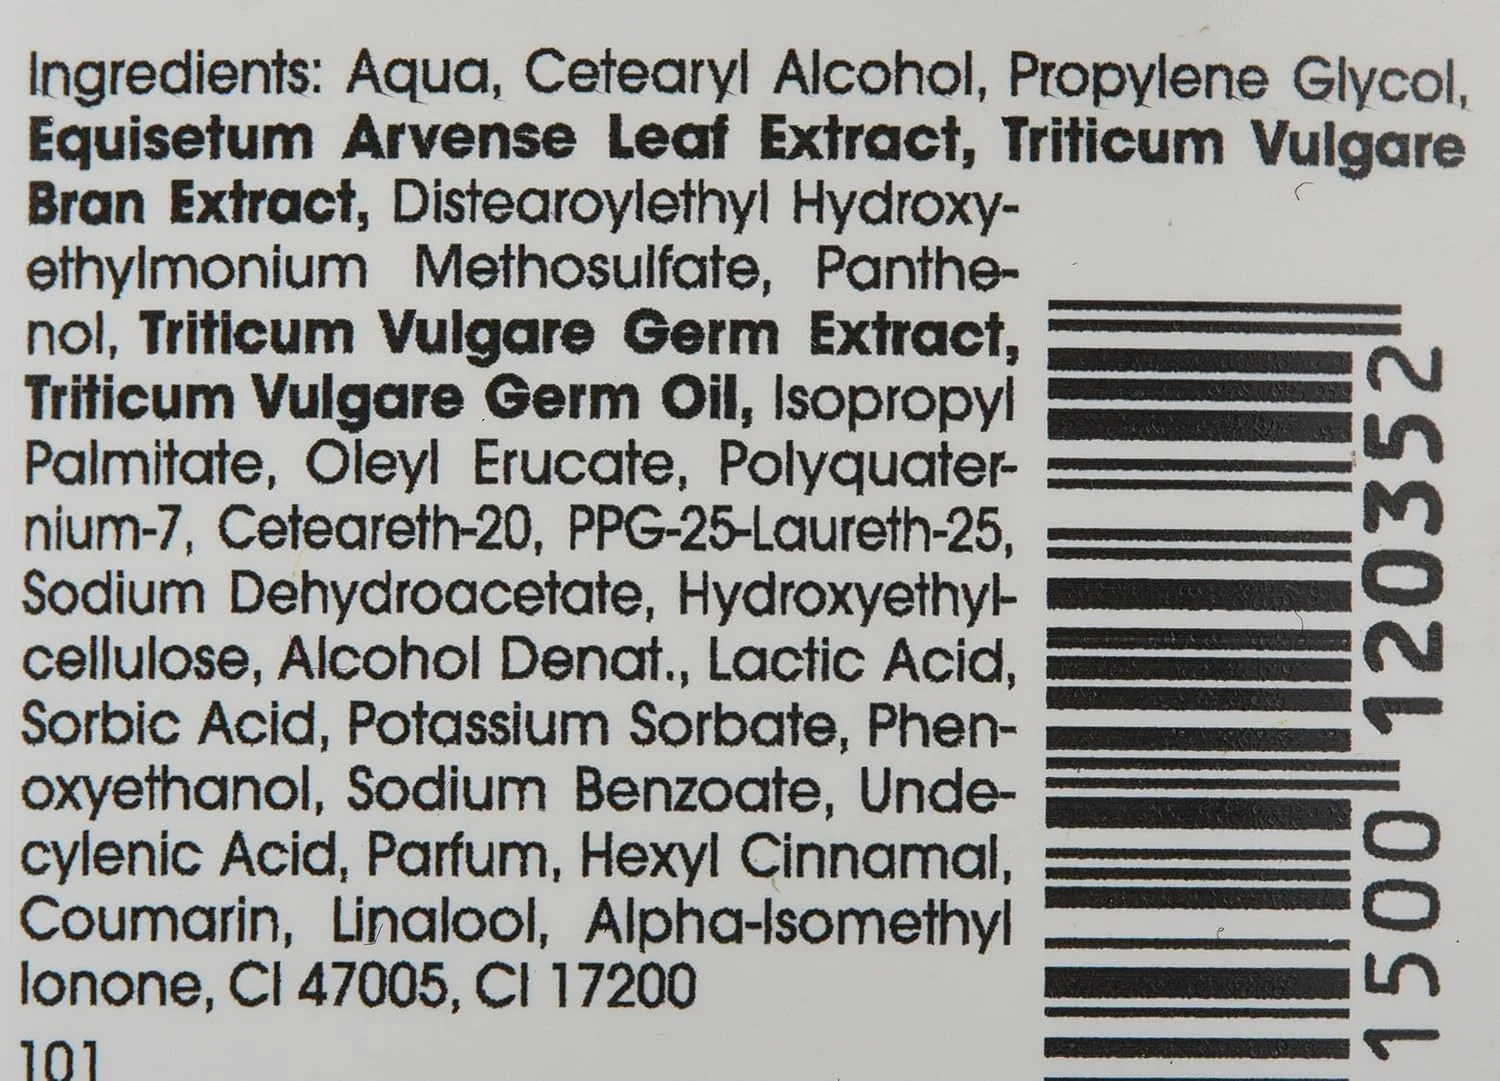 Ingredients: Aqua, Cetearyl Alcohol, Propylene Glycol,
Equisetum Arvense Leaf Extract, Triticum Vulgare
Bran Extract, Distearoylethyl Hydroxy-
ethylmonium Methosulfate, Panthe-
nol, Triticum Vulgare Germ Extract,
Triticum Vulgare Germ Oil, Isopropyl
Palmitate, Oleyl Erucate, Polyquater-
nium-7, Ceteareth-20, PPG-25-Laureth-25,
Sodium Dehydroacetate, Hydroxyethyl-
cellulose, Alcohol Denat., Lactic Acid,
Sorbic Acid, Potassium Sorbate, Phen-
oxyethanol, Sodium Benzoate, Unde-
cylenic Acid, Parfum, Hexyl Cinnamal,
Coumarin, Linalool, Alpha-Isomethyl
Ionone, CI 47005, CI 17200
101
1500 120352